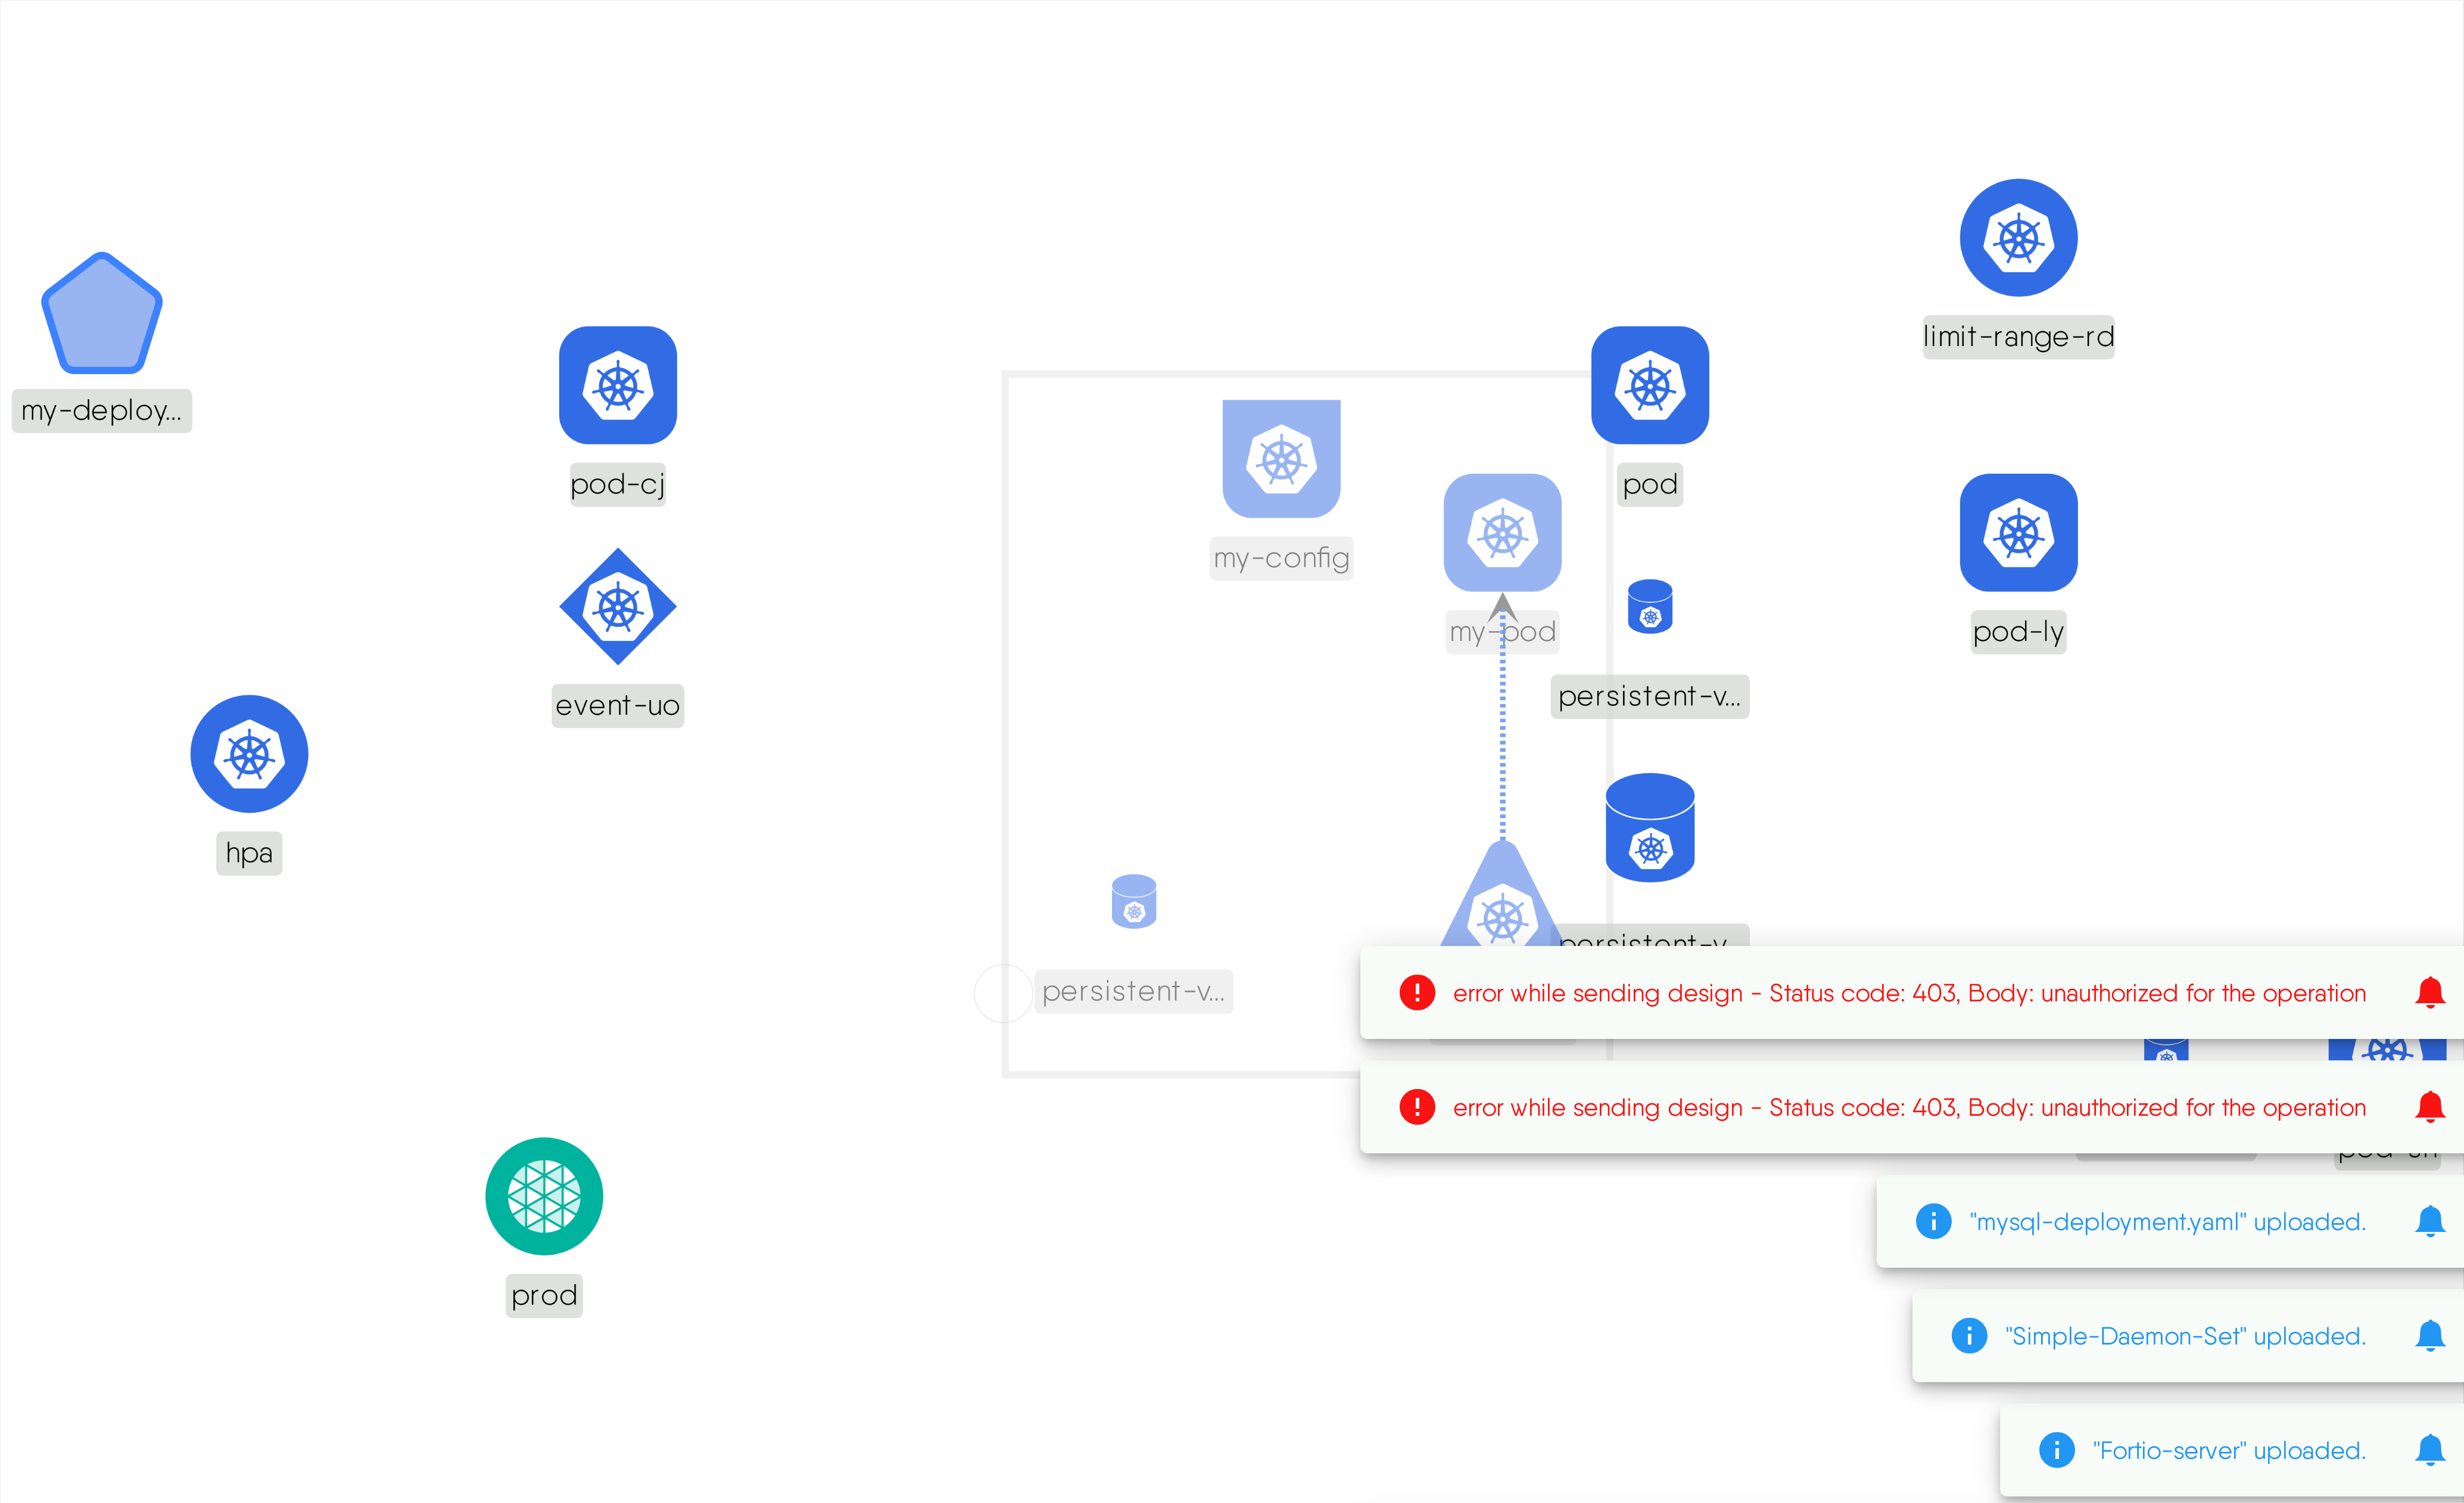 limit-range-rd
my-deploy...
pod-cj
pod
my-config
my-pod
pod-ly
persistent-v...
event-uo
hpa
persistent-v...
persistent-v...
error while sending design - Status code: 403, Body: unauthorized for the operation
error while sending design - Status code: 403, Body: unauthorized for the operation
"mysql-deployment.yaml" uploaded.
prod
"Simple-Daemon-Set" uploaded.
"Fortio-server" uploaded.